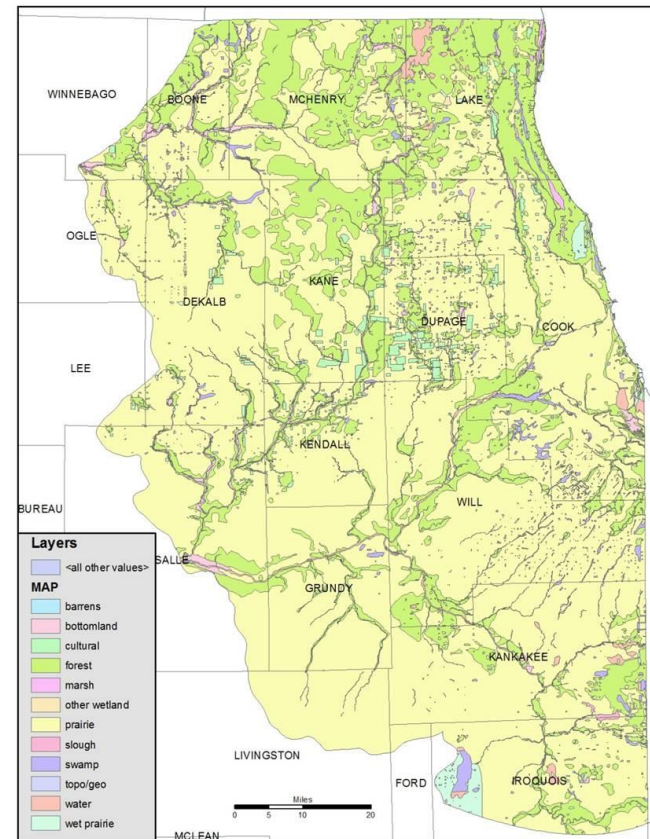 WINNEBAGO
BOONE
MCHENRY
LAKE
OGLE
KANE
DEKALB
DUPAGE
COOK
LEE
KENDALL
WILL
BUREAU
SALLE
GRUNDY
KANKAKEE
LIVINGSTON
FORD
IROQUOIS
MCLEAN
Layers
<all other values>
MAP
barrens
bottomland
cultural
forest
marsh
other wetland
prairie
slough
swamp
topo/geo
water
wet prairie
Miles
0 5 10 20